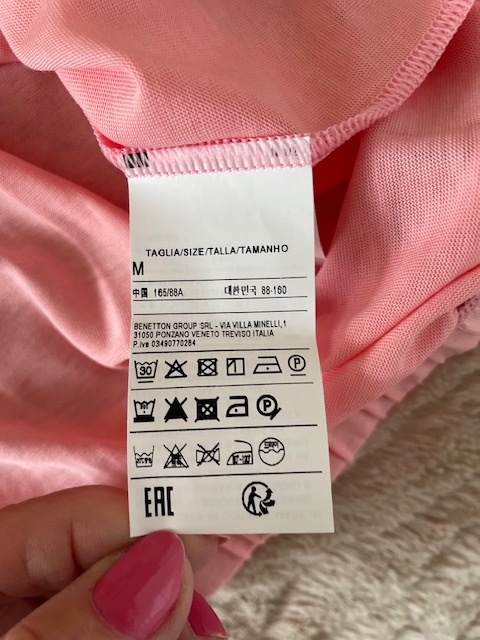 TAGLIA/SIZE/TALLA/TAMANHO
M
中国 165/88A 대한민국 88-160
BENETTON GROUP SRL - VIA VILLA MINELLI,1
31050 PONZANO VENETO TREVISO ITALIA
P.iva 03490770264
30 P
P
EAC